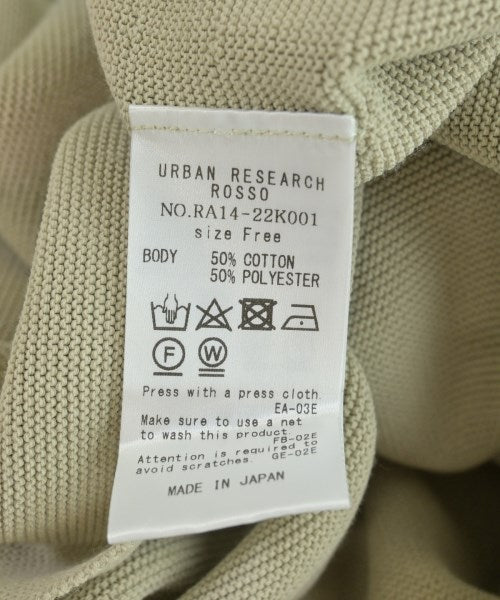 URBAN RESEARCH
ROSSO
NO.RA14-22K001
size Free
BODY 50% COTTON
50% POLYESTER
F W
Press with a press cloth.
EA-03E
Make sure to use a net
to wash this product.
FB-02E
Attention is required to
avoid scratches. GE-02E
MADE IN JAPAN